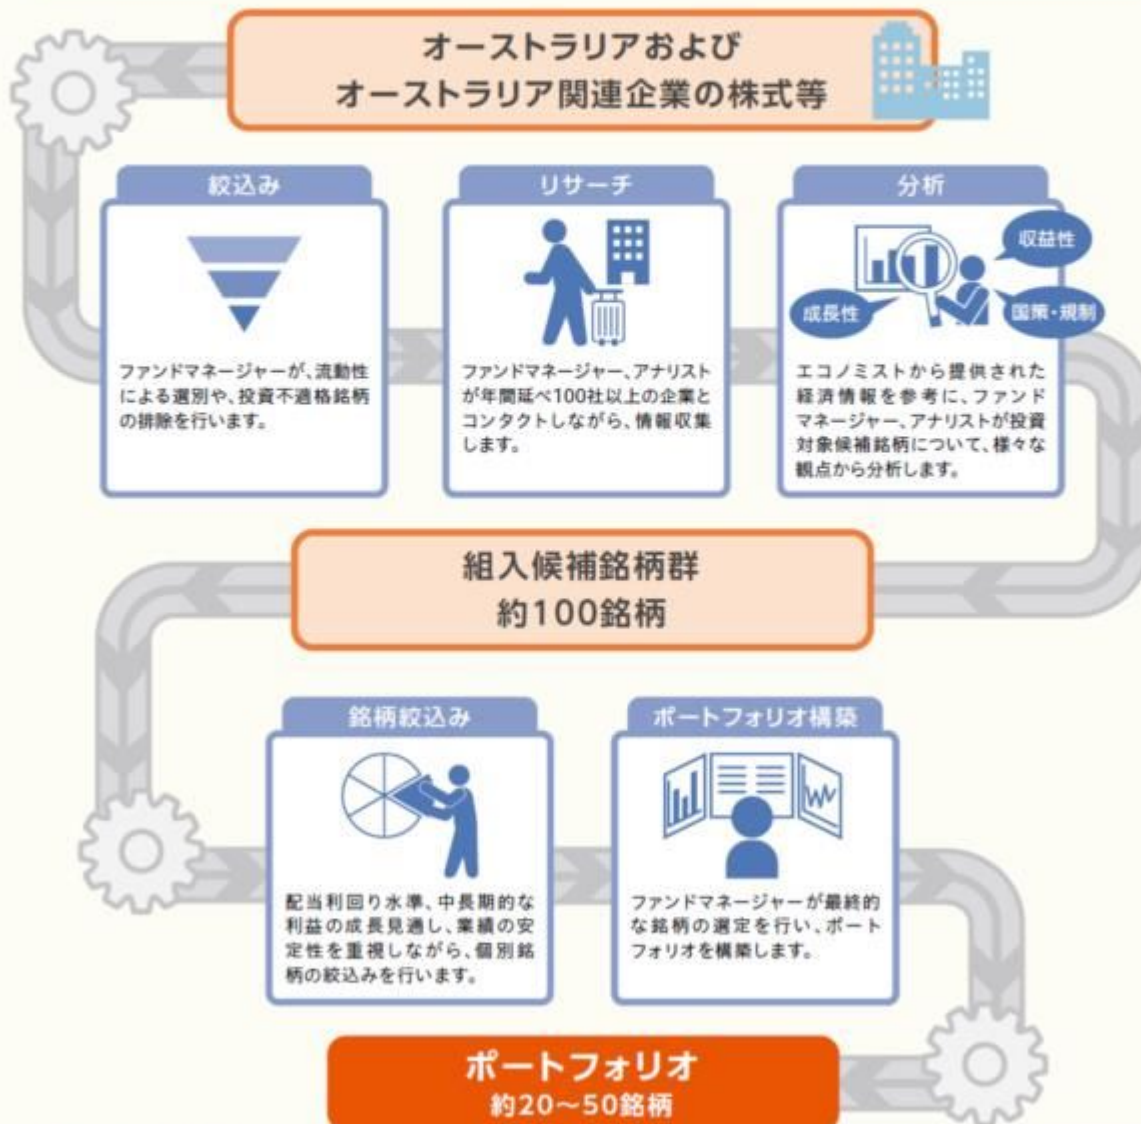 オーストラリアおよび
オーストラリア関連企業の株式等
絞込み
ファンドマネージャーが、流動性
による選別や、投資不適格銘柄
の排除を行います。
リサーチ
ファンドマネージャー、アナリスト
が年間延べ100社以上の企業と
コンタクトしながら、情報収集
します。
分析
収益性
成長性
国策・規制
エコノミストから提供された
経済情報を参考に、ファンド
マネージャー、アナリストが投資
対象候補銘柄について、様々な
観点から分析します。
組入候補銘柄群
約100銘柄
銘柄絞込み
配当利回り水準、中長期的な
利益の成長見通し、業績の安
定性を重視しながら、個別銘
柄の絞込みを行います。
ポートフォリオ構築
ファンドマネージャーが最終的
な銘柄の選定を行い、ポート
フォリオを構築します。
ポートフォリオ
約20～50銘柄